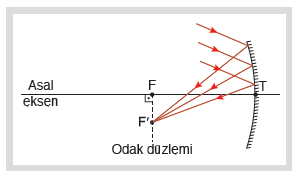 Asal
eksen
F
T
F'
Odak düzlemi